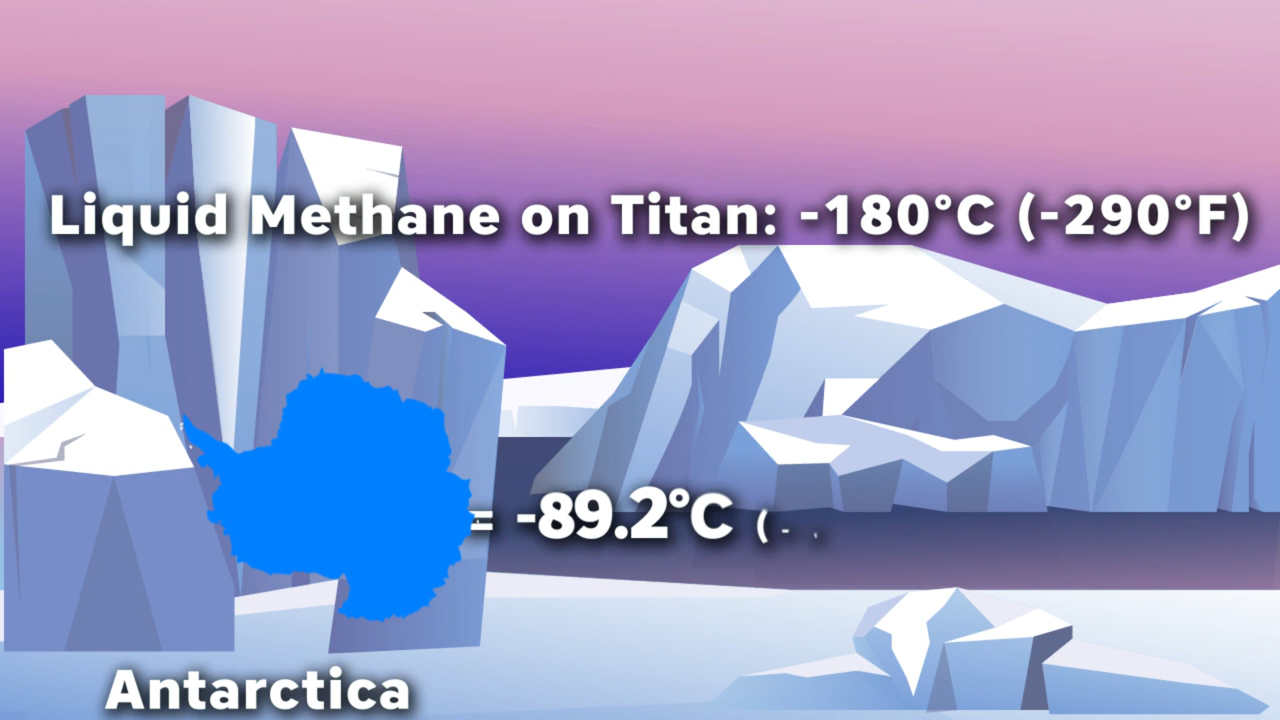 Liquid Methane on Titan: -180°C (-290°F)
= -89.2°C ( -
Antarctica